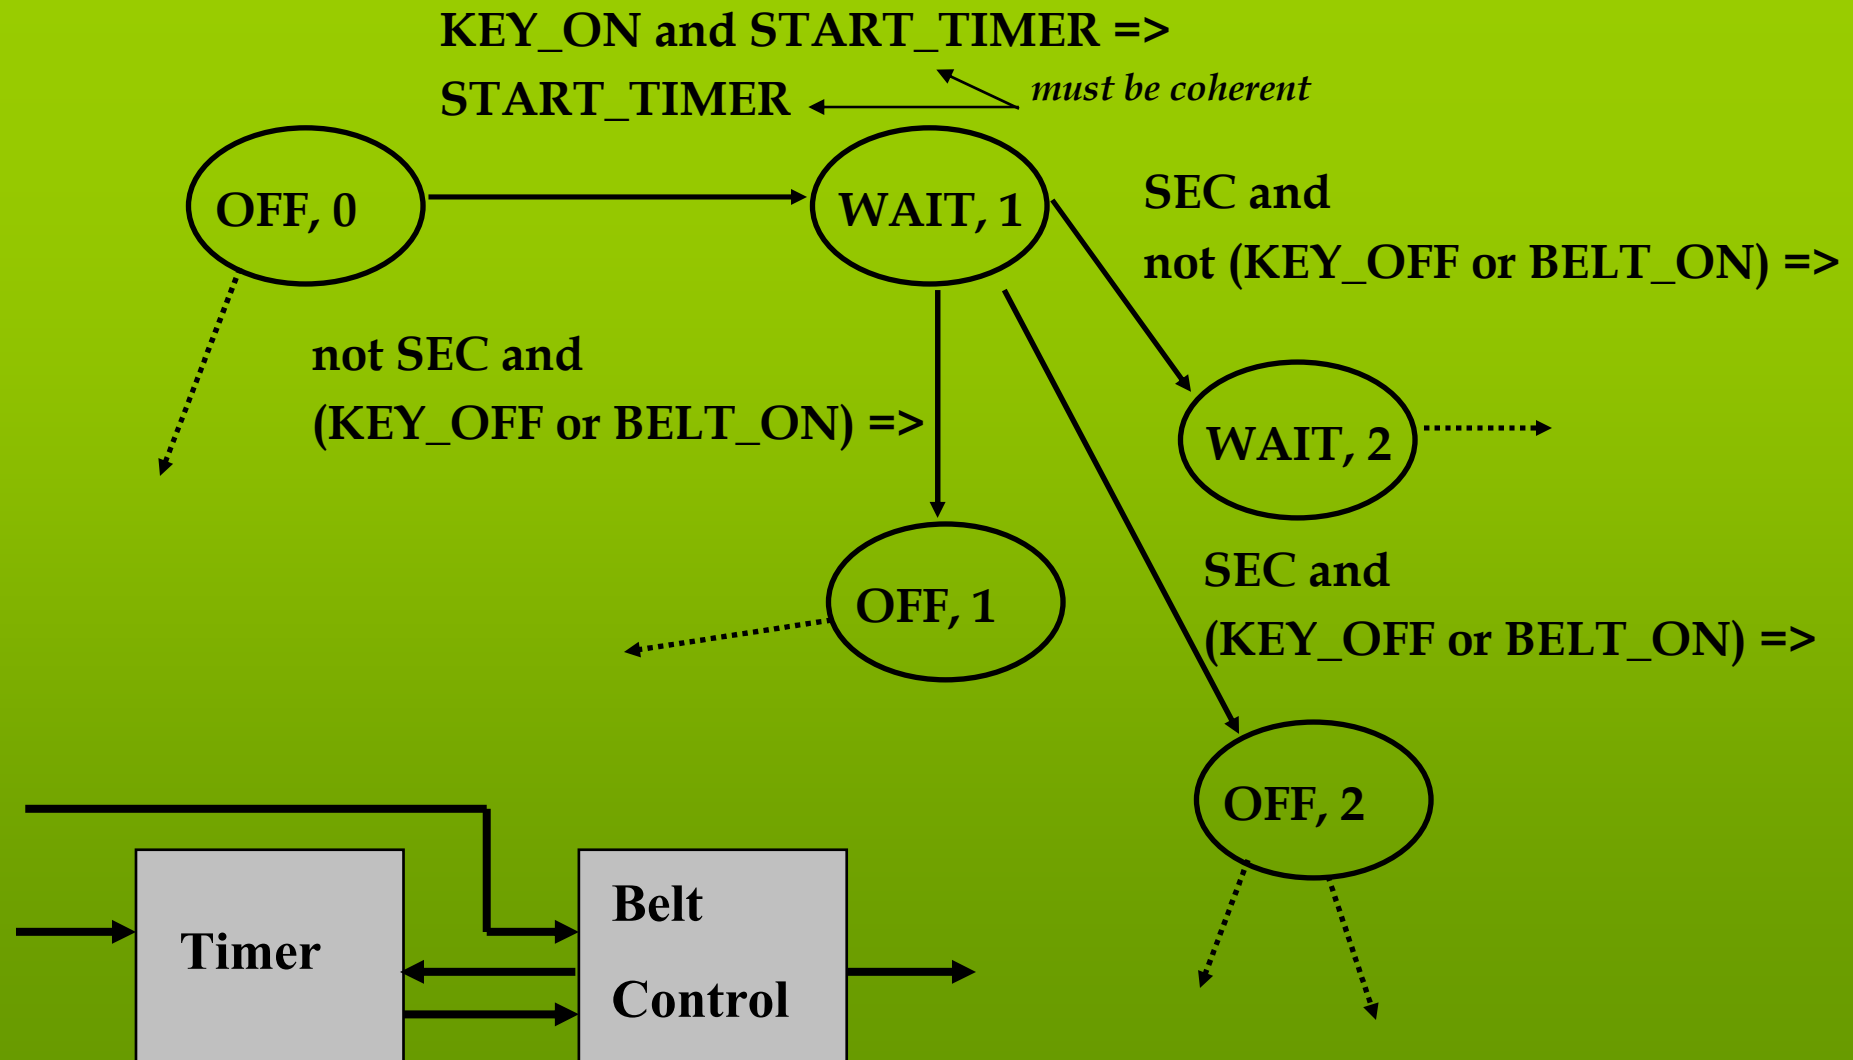 KEY_ON and START_TIMER =>
START_TIMER
must be coherent
OFF, 0
WAIT, 1
SEC and
not (KEY_OFF or BELT_ON) =>
not SEC and
(KEY_OFF or BELT_ON) =>
WAIT, 2
OFF, 1
SEC and
(KEY_OFF or BELT_ON) =>
OFF, 2
Timer
Belt
Control